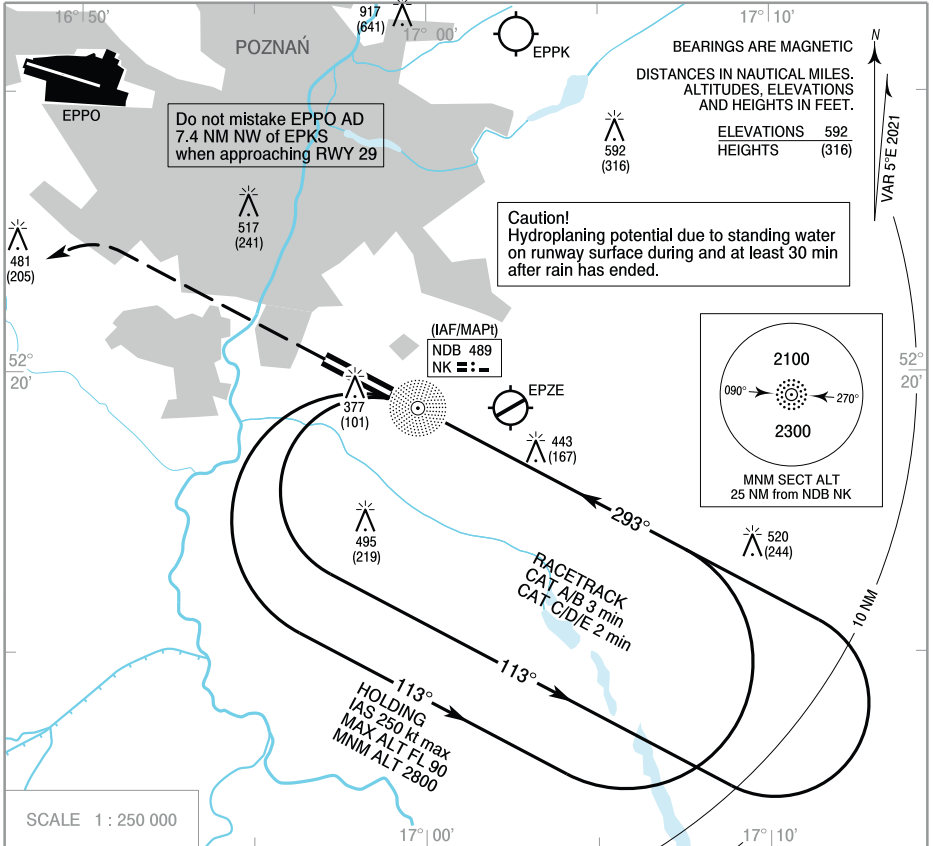 16° 50'
917
(641)
17° 00'
17° 10'
POZNAŃ
EPPK
BEARINGS ARE MAGNETIC
DISTANCES IN NAUTICAL MILES.
ALTITUDES, ELEVATIONS
AND HEIGHTS IN FEET.
ELEVATIONS 592
HEIGHTS (316)
N
VAR 5°E 2021
EPPO
Do not mistake EPPO AD
7.4 NM NW of EPKS
when approaching RWY 29
592
(316)
517
(241)
481
(205)
Caution!
Hydroplaning potential due to standing water
on runway surface during and at least 30 min
after rain has ended.
(IAF/MAPt)
NDB 489
NK
52°
20'
52°
20'
2100
090°
270°
2300
MNM SECT ALT
25 NM from NDB NK
377
(101)
EPZE
443
(167)
293°
495
(219)
520
(244)
RACETRACK
CAT A/B 3 min
CAT C/D/E 2 min
10 NM
113°
113°
HOLDING
IAS 250 kt max
MAX ALT FL 90
MNM ALT 2800
SCALE 1 : 250 000
17° 00'
17° 10'